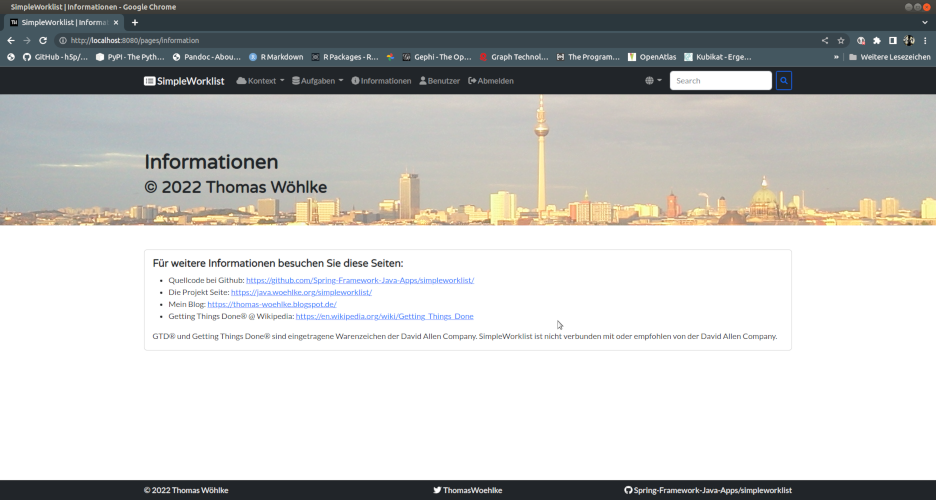 SimpleWorklist | Informationen - Google Chrome
SimpleWorklist | Informat
http://localhost:8080/pages/information
GitHub - h5p/... PyPI · The Pyth... Pandoc - Abou... R Markdown R Packages - R... Gephi - The Op... Graph Technol... The Program... OpenAtlas Kubikat - Erge... » Weitere Lesezeichen
SimpleWorklist Kontext Aufgaben Informationen Benutzer Abmelden Search
Informationen
© 2022 Thomas Wöhlke
Für weitere Informationen besuchen Sie diese Seiten:
Quellcode bei Github: https://github.com/Spring-Framework-Java-Apps/simpleworklist/
Die Projekt Seite: https://java.woehlke.org/simpleworklist/
Mein Blog: https://thomas-woehlke.blogspot.de/
Getting Things Done® @ Wikipedia: https://en.wikipedia.org/wiki/Getting_Things_Done
GTD® und Getting Things Done® sind eingetragene Warenzeichen der David Allen Company. SimpleWorklist ist nicht verbunden mit oder empfohlen von der David Allen Company.
© 2022 Thomas Wöhlke ThomasWoehlke Spring-Framework-Java-Apps/simpleworklist